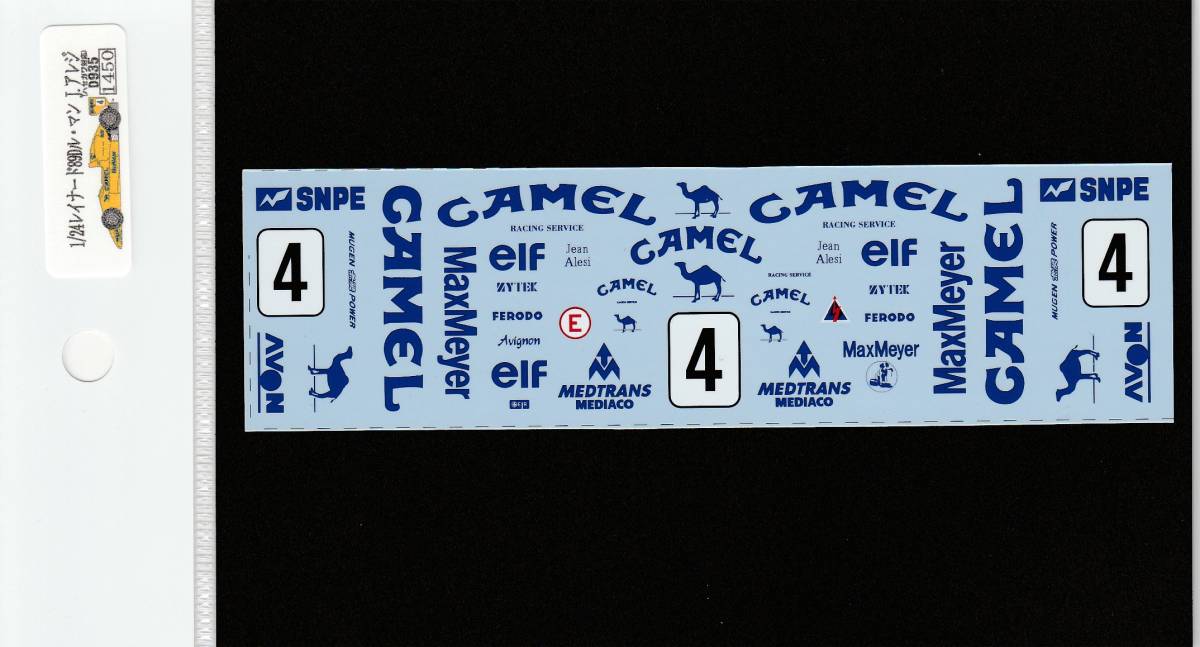 1/24レイナード89Dル・マン J.アレジ
D935
1450
4
SNPE
CAMEL
CAMEL
CAMEL
CAMEL
SNPE
RACING SERVICE
RACING SERVICE
4
MUGEN
POWER
MaxMeyer
elf
Jean
Alesi
CAMEL
Jean
Alesi
elf
MaxMeyer
MUGEN
POWER
4
RACING SERVICE
ZYTEK
CAMEL
CAMEL
ZYTEK
FERODO
E
4
FERODO
Avignon
MaxMeyer
AVON
elf
MEDTRANS
MEDIACO
MEDTRANS
MEDIACO
AVON